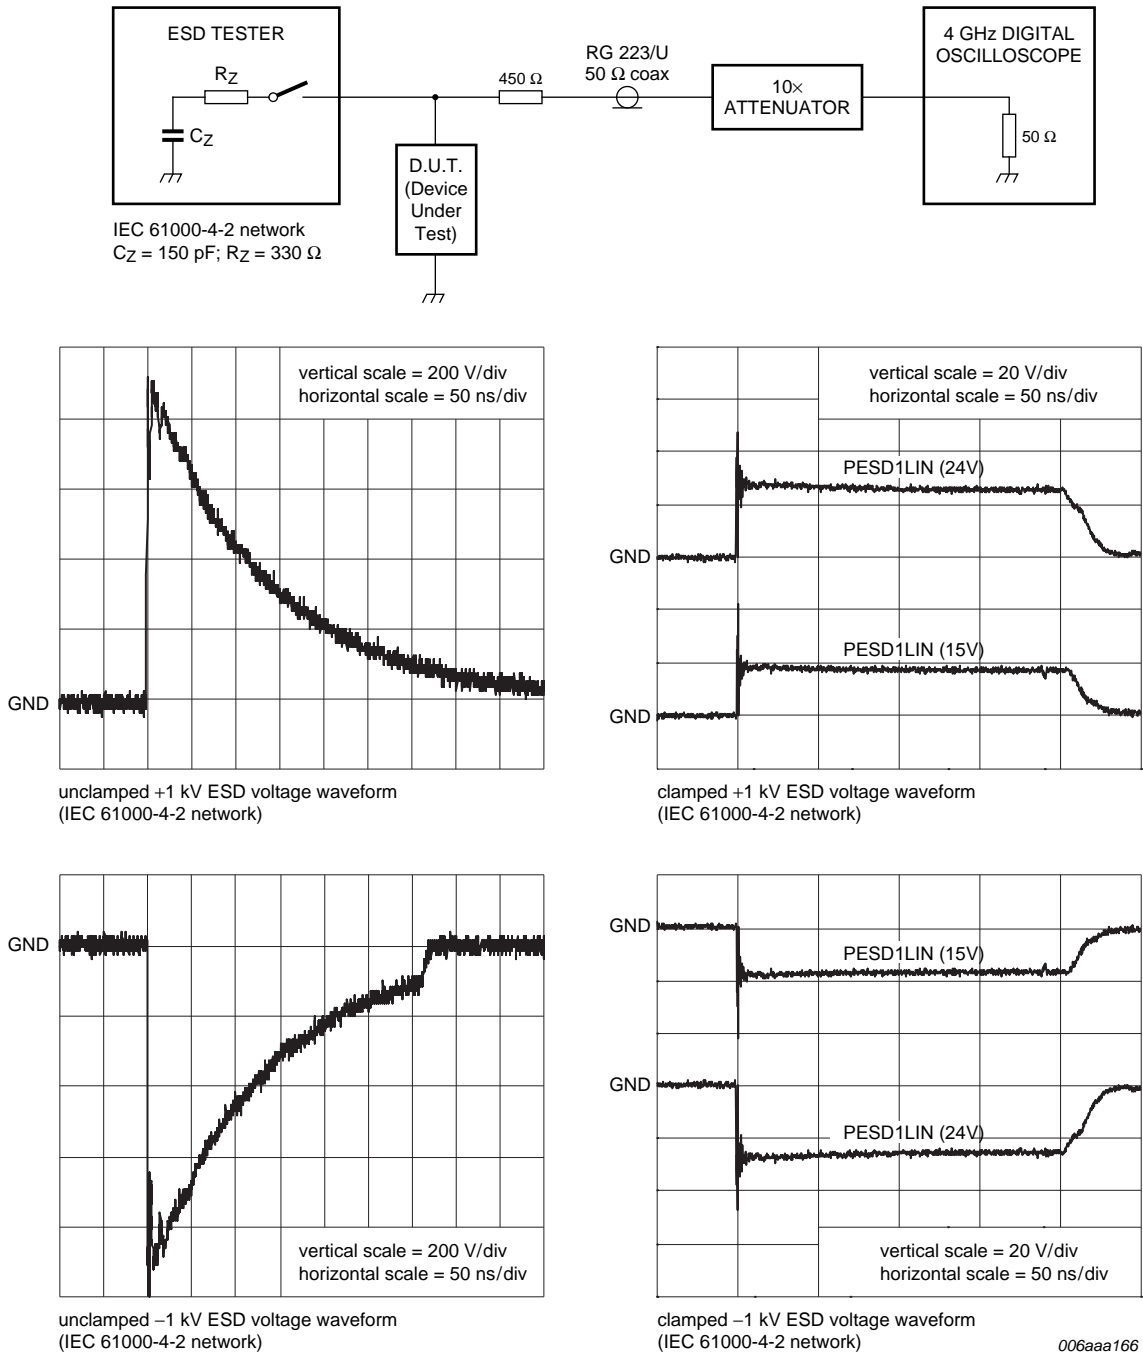 ESD TESTER
RZ
CZ
IEC 61000-4-2 network
CZ = 150 pF; RZ = 330 Ω
D.U.T.
(Device
Under
Test)
450 Ω
RG 223/U
50 Ω coax
10×
ATTENUATOR
4 GHz DIGITAL
OSCILLOSCOPE
50 Ω
vertical scale = 200 V/div
horizontal scale = 50 ns/div
GND
unclamped +1 kV ESD voltage waveform
(IEC 61000-4-2 network)
vertical scale = 20 V/div
horizontal scale = 50 ns/div
PESD1LIN (24V)
GND
PESD1LIN (15V)
GND
clamped +1 kV ESD voltage waveform
(IEC 61000-4-2 network)
GND
vertical scale = 200 V/div
horizontal scale = 50 ns/div
unclamped −1 kV ESD voltage waveform
(IEC 61000-4-2 network)
GND
PESD1LIN (15V)
GND
PESD1LIN (24V)
vertical scale = 20 V/div
horizontal scale = 50 ns/div
clamped −1 kV ESD voltage waveform
(IEC 61000-4-2 network)
006aaa166